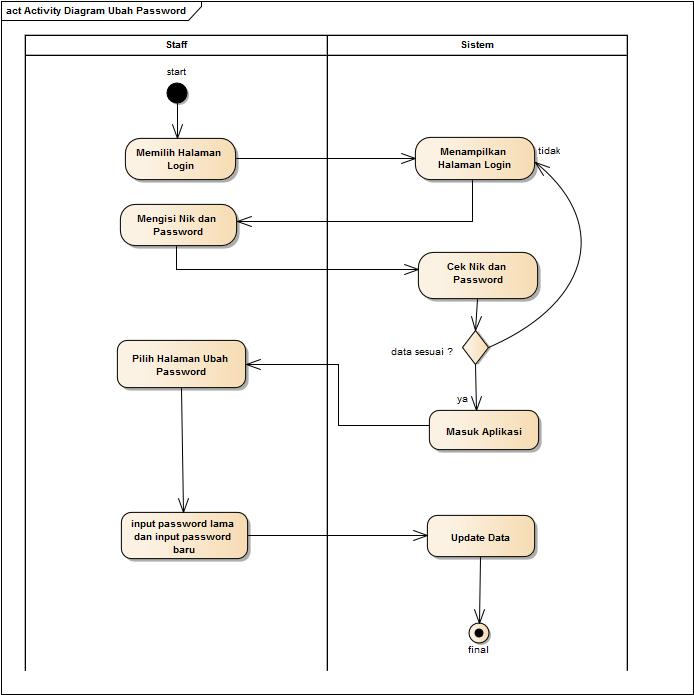 act Activity Diagram Ubah Password
Staff
Sistem
start
Memilih Halaman
Login
Menampilkan
Halaman Login
tidak
Mengisi Nik dan
Password
Cek Nik dan
Password
data sesuai ?
Pilih Halaman Ubah
Password
ya
Masuk Aplikasi
input password lama
dan input password
baru
Update Data
final